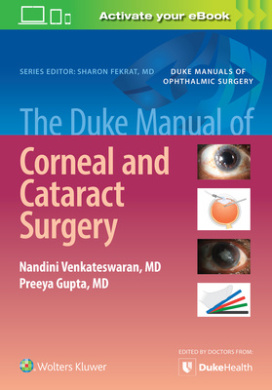 Activate your eBook
SERIES EDITOR: SHARON FEKRAT, MD
DUKE MANUALS OF
OPHTHALMIC SURGERY
The Duke Manual of
Corneal and
Cataract
Surgery
Nandini Venkateswaran, MD
Preeya Gupta, MD
Wolters Kluwer
EDITED BY DOCTORS FROM:
DukeHealth